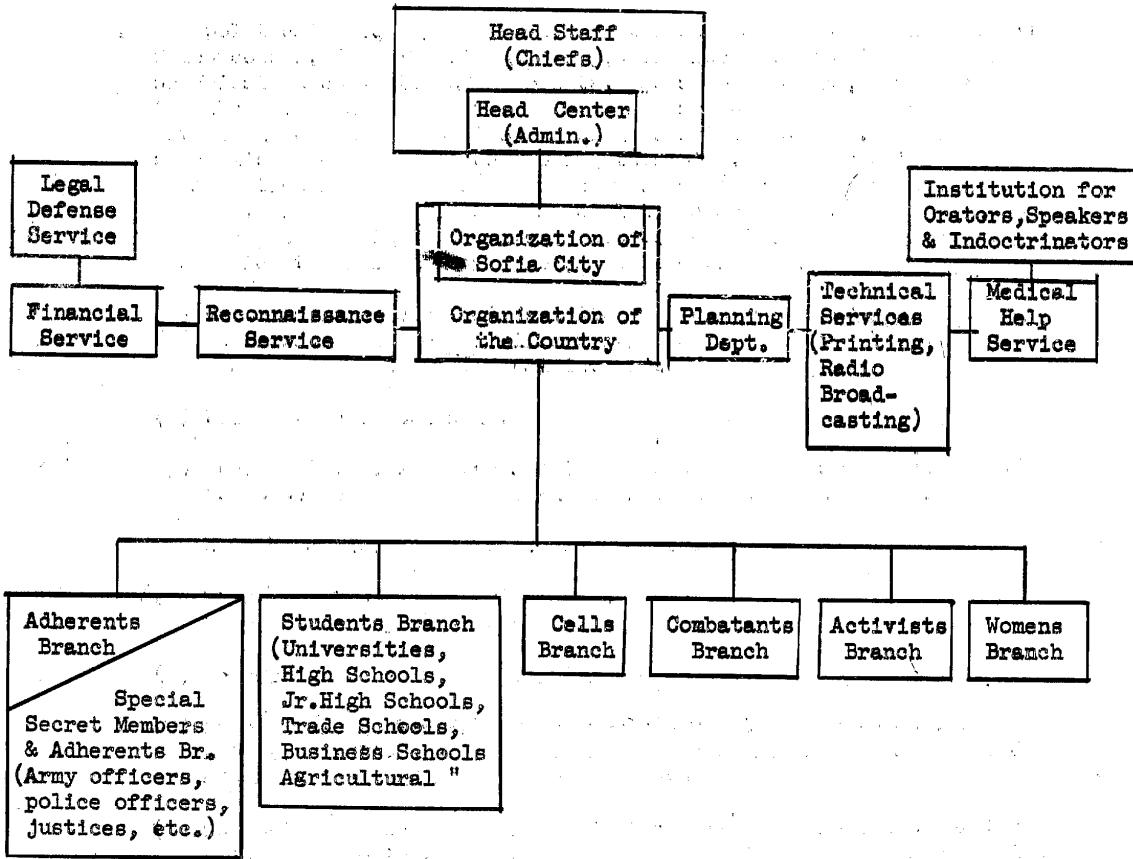 Head Staff
(Chiefs)
Head Center
(Admin.)
Legal
Defense
Service
Institution for
Orators, Speakers
& Indoctrinators
Organization of
Sofia City
Organization of
the Country
Financial
Service
Reconnaissance
Service
Planning
Dept.
Technical
Services
(Printing,
Radio
Broad-
casting)
Medical
Help
Service
Adherents
Branch
Special
Secret Members
& Adherents Br.
(Army officers,
police officers,
justices, etc.)
Students Branch
(Universities,
High Schools,
Jr.High Schools,
Trade Schools,
Business Schools
Agricultural "
Cells
Branch
Combatants
Branch
Activists
Branch
Womens
Bramch